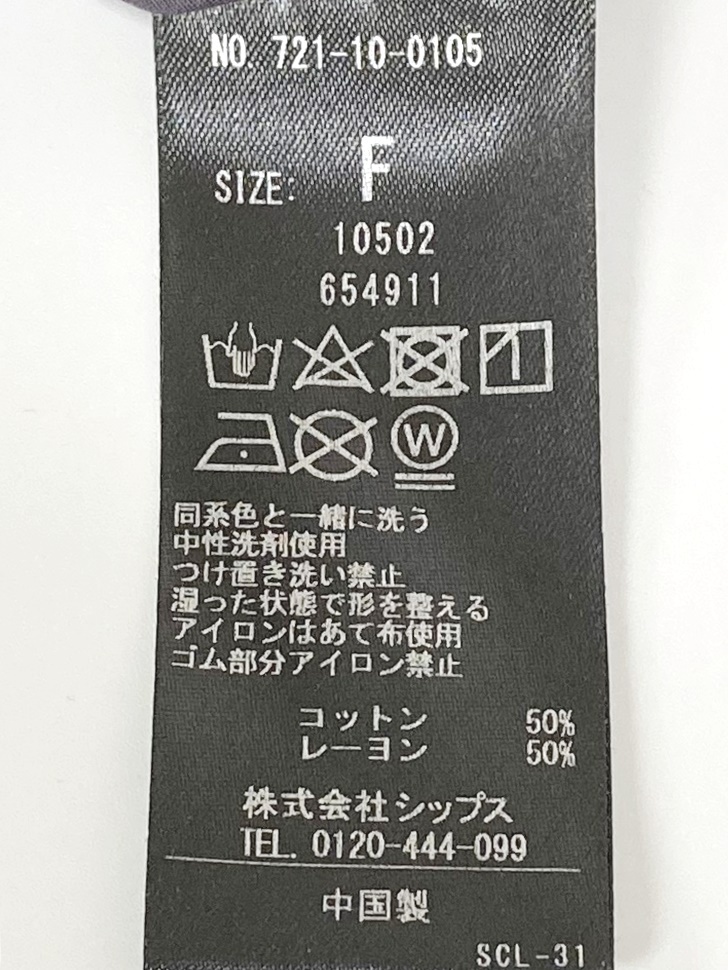 NO. 721-10-0105
SIZE: F
10502
654911
W
同系色と一緒に洗う
中性洗剤使用
つけ置き洗い禁止
湿った状態で形を整える
アイロンはあて布使用
ゴム部分アイロン禁止
コットン 50%
レーヨン 50%
株式会社シップス
TEL. 0120-444-099
中国製
SCL-31